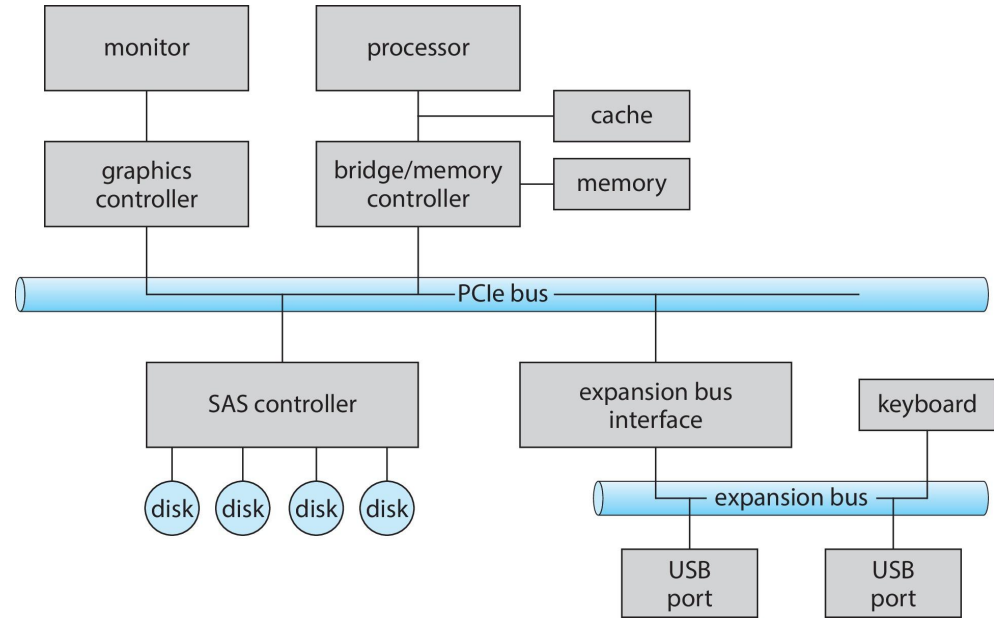 monitor
processor
cache
graphics
controller
bridge/memory
controller
memory
PCIe bus
SAS controller
expansion bus
interface
keyboard
disk
disk
disk
disk
expansion bus
USB
port
USB
port